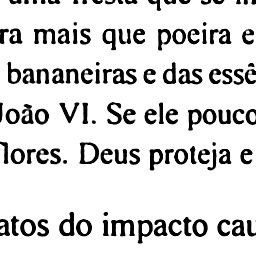 ra mais que poeira e
bananeiras e das essê
João VI. Se ele pouco
flores. Deus proteja e
atos do impacto cau